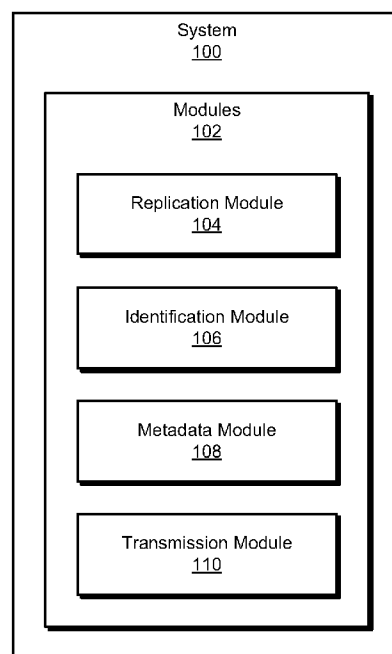 System
100
Modules
102
Replication Module
104
Identification Module
106
Metadata Module
108
Transmission Module
110